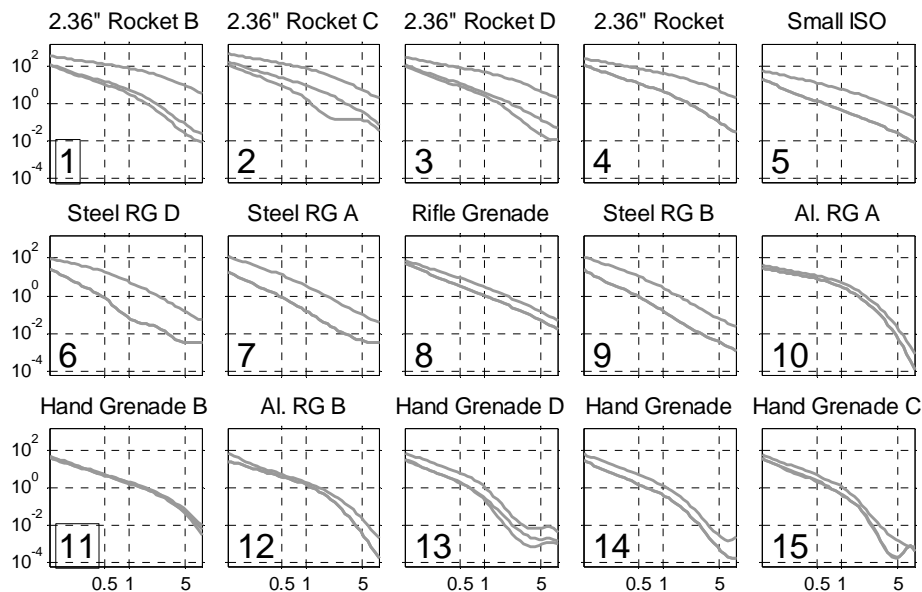 2.36" Rocket B 2.36" Rocket C 2.36" Rocket D 2.36" Rocket Small ISO
10^2
10^0
10^-2
10^-4
1 2 3 4 5
Steel RG D Steel RG A Rifle Grenade Steel RG B Al. RG A
10^2
10^0
10^-2
10^-4
6 7 8 9 10
Hand Grenade B Al. RG B Hand Grenade D Hand Grenade Hand Grenade C
10^2
10^0
10^-2
10^-4
11 12 13 14 15
0.5 1 5 0.5 1 5 0.5 1 5 0.5 1 5 0.5 1 5